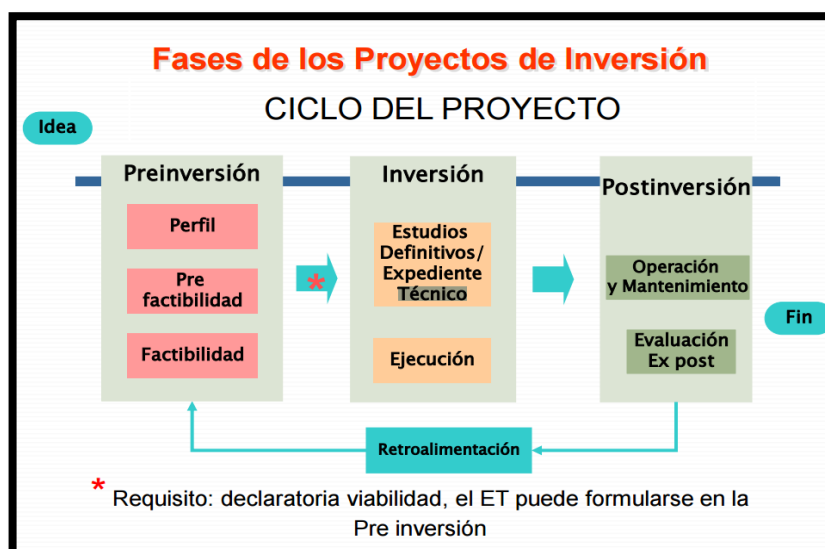 Fases de los Proyectos de Inversión
CICLO DEL PROYECTO
Idea
Preinversión
Perfil
Pre
factibilidad
Factibilidad
*
Inversión
Estudios
Definitivos/
Expediente
Técnico
Ejecución
Postinversión
Operación
y Mantenimiento
Evaluación
Ex post
Fin
Retroalimentación
* Requisito: declaratoria viabilidad, el ET puede formularse en la
Pre inversión